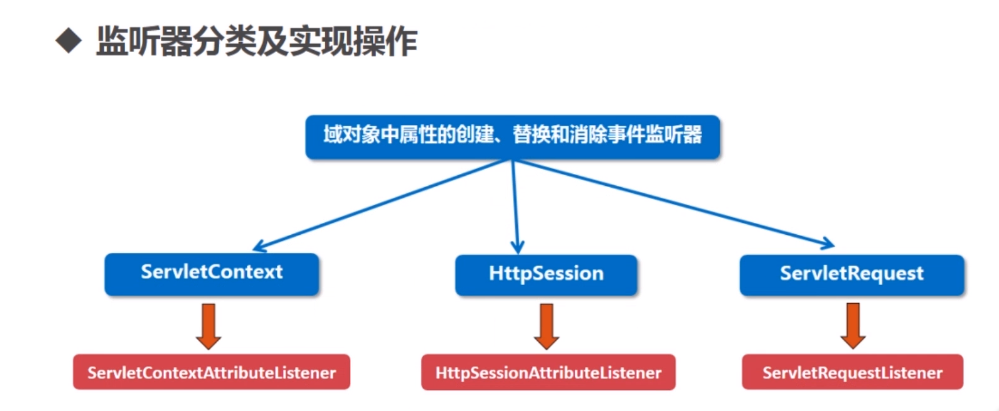 监听器分类及实现操作
域对象中属性的创建、替换和消除事件监听器
ServletContext
HttpSession
ServletRequest
ServletContextAttributeListener
HttpSessionAttributeListener
ServletRequestListener